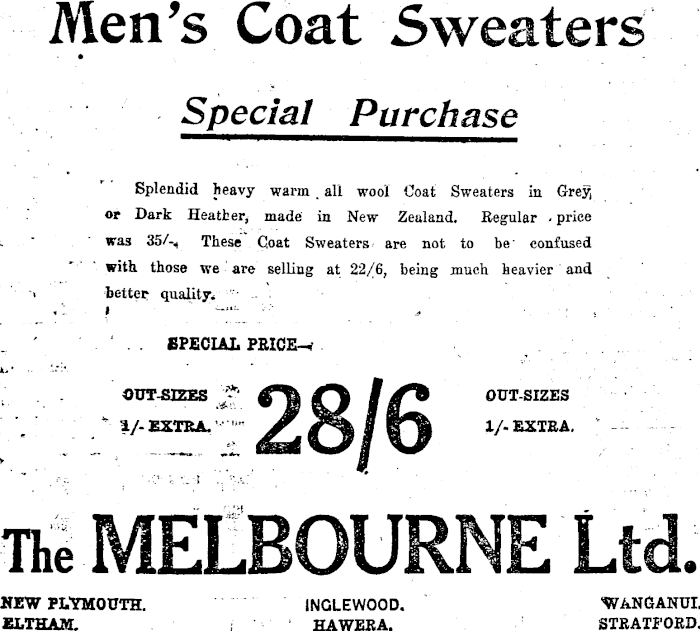 Men's Coat Sweaters
Special Purchase
Splendid heavy warm all wool Coat Sweaters in Grey,
or Dark Heather, made in New Zealand. Regular price
was 35/-. These Coat Sweaters are not to be confused
with those we are selling at 22/6, being much heavier and
better quality.
SPECIAL PRICE—
OUT-SIZES 28/6 OUT-SIZES
1/- EXTRA. 1/- EXTRA.
The MELBOURNE Ltd.
NEW PLYMOUTH. INGLEWOOD. WANGANUI.
ELTHAM. HAWERA. STRATFORD.